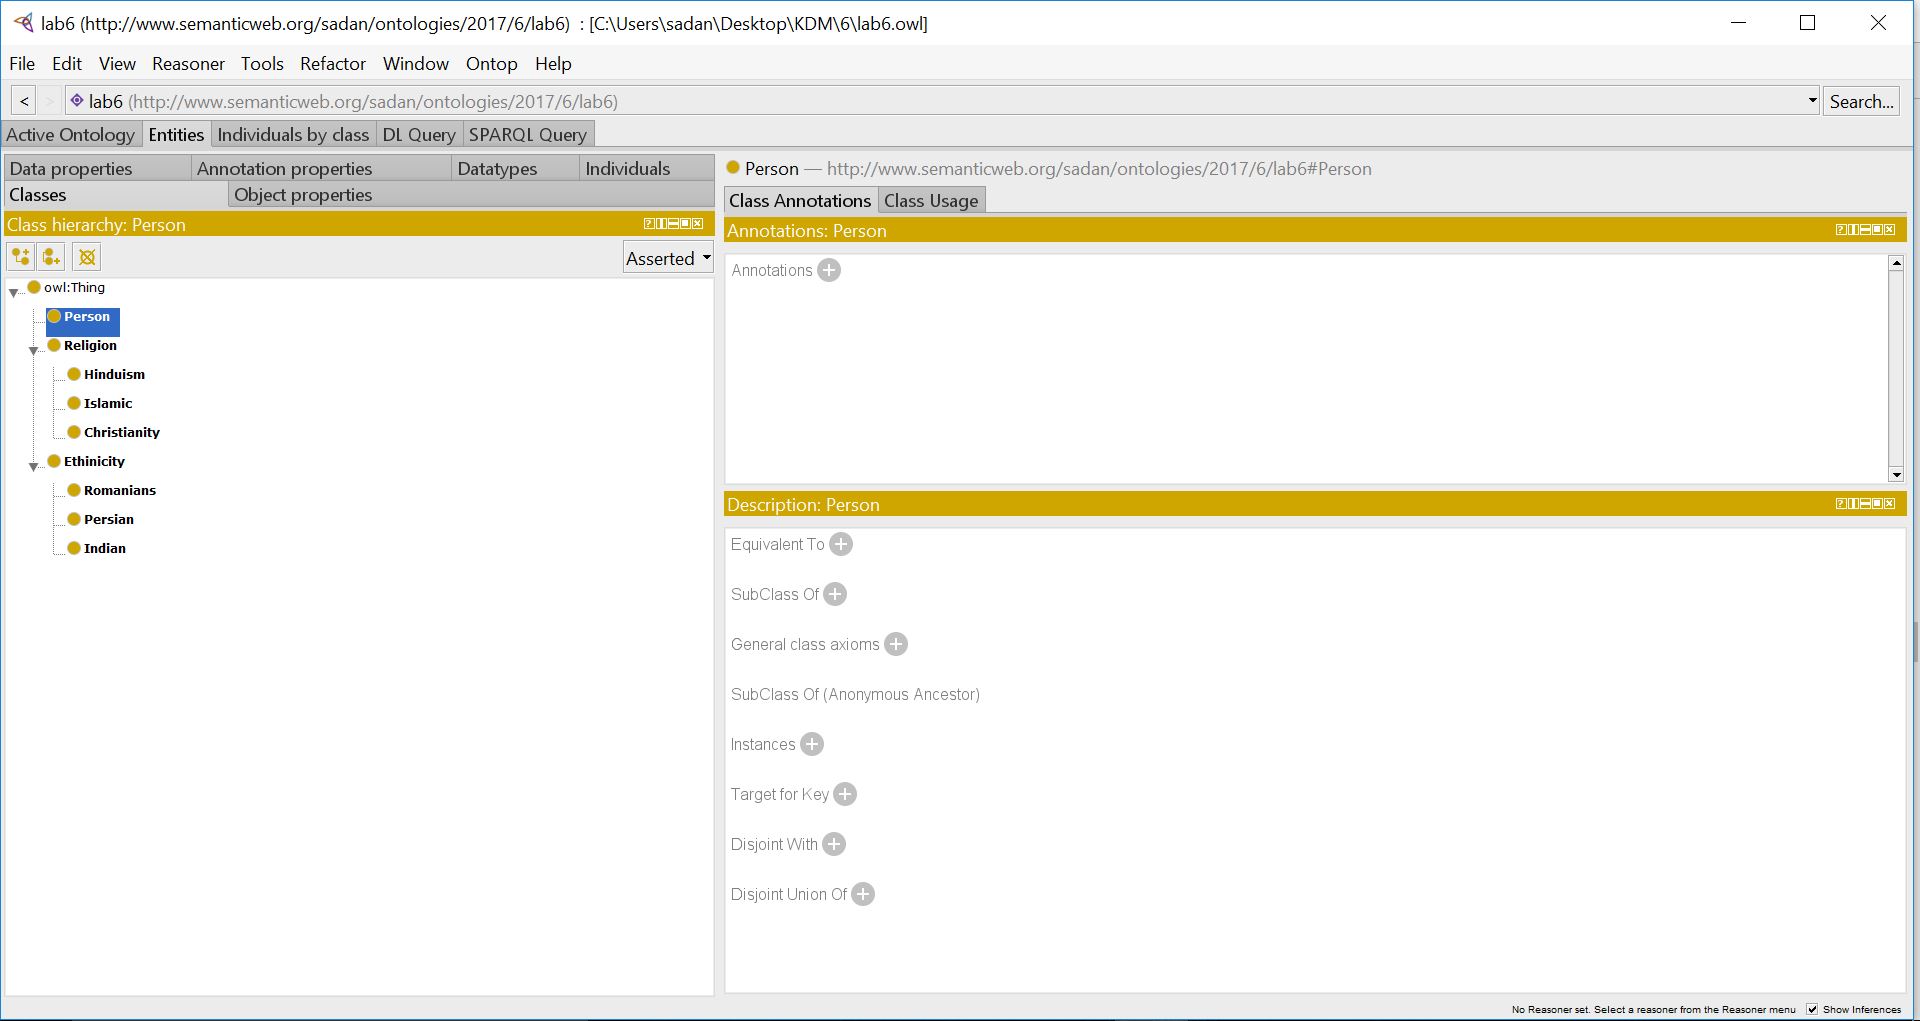 lab6 (http://www.semanticweb.org/sadan/ontologies/2017/6/lab6) : [C:\Users\sadan\Desktop\KDM\6\lab6.owl]
File Edit View Reasoner Tools Refactor Window Ontop Help
< > lab6 (http://www.semanticweb.org/sadan/ontologies/2017/6/lab6) Search...
Active Ontology Entities Individuals by class DL Query SPARQL Query
Data properties Annotation properties Datatypes Individuals
Classes Object properties
Class hierarchy: Person
Asserted
owl:Thing
Person
Religion
Hinduism
Islamic
Christianity
Ethinicity
Romanians
Persian
Indian
Person — http://www.semanticweb.org/sadan/ontologies/2017/6/lab6#Person
Class Annotations Class Usage
Annotations: Person
Annotations
Description: Person
Equivalent To
SubClass Of
General class axioms
SubClass Of (Anonymous Ancestor)
Instances
Target for Key
Disjoint With
Disjoint Union Of
No Reasoner set. Select a reasoner from the Reasoner menu Show Inferences